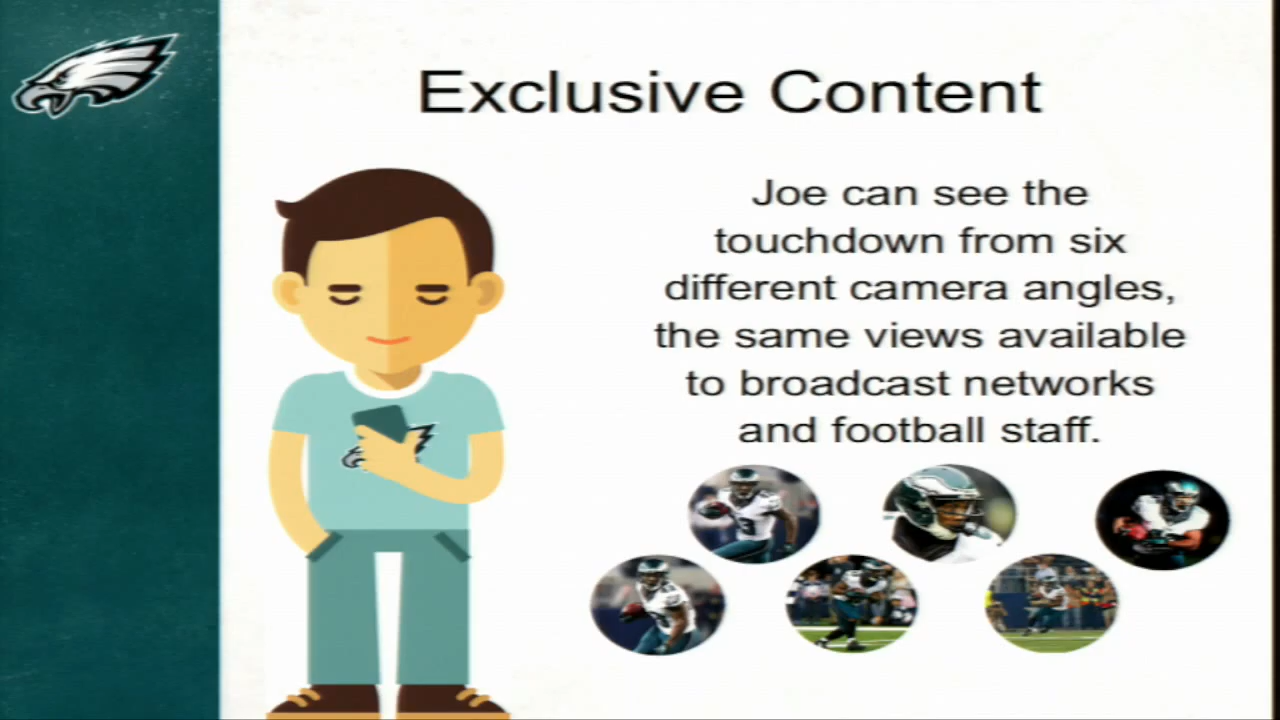 Exclusive Content
Joe can see the
touchdown from six
different camera angles,
the same views available
to broadcast networks
and football staff.